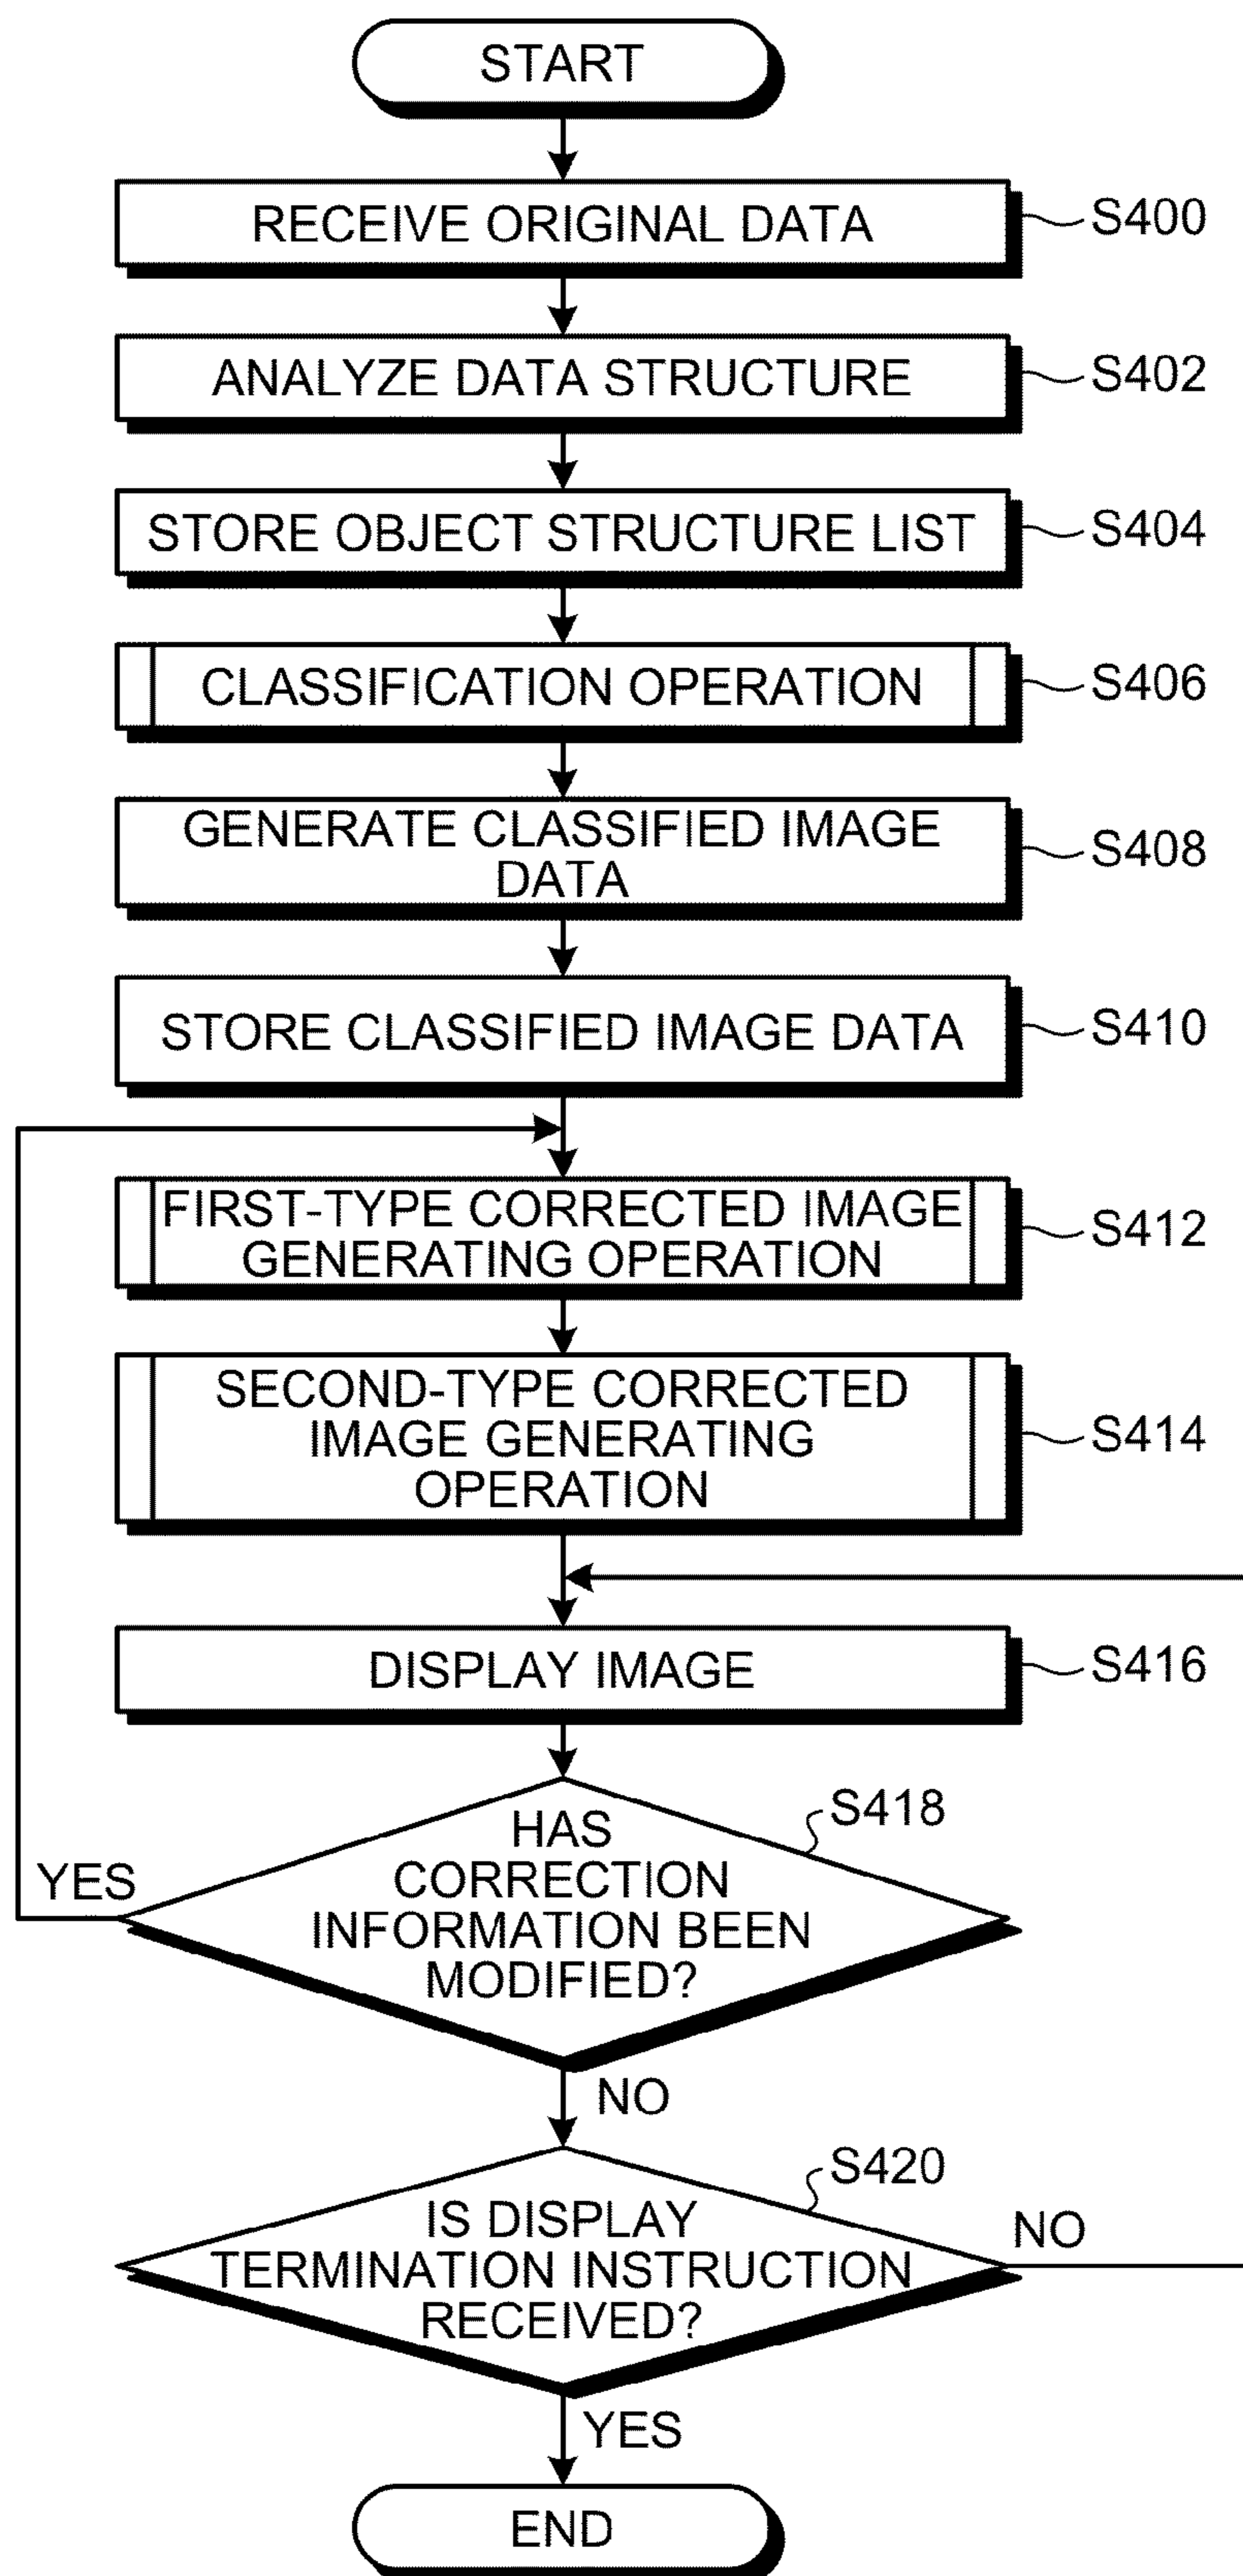 START
RECEIVE ORIGINAL DATA
S400
ANALYZE DATA STRUCTURE
S402
STORE OBJECT STRUCTURE LIST
S404
CLASSIFICATION OPERATION
S406
GENERATE CLASSIFIED IMAGE
DATA
S408
STORE CLASSIFIED IMAGE DATA
S410
FIRST-TYPE CORRECTED IMAGE
GENERATING OPERATION
S412
SECOND-TYPE CORRECTED
IMAGE GENERATING
OPERATION
S414
DISPLAY IMAGE
S416
S418
HAS
CORRECTION
INFORMATION BEEN
MODIFIED?
YES
NO
S420
IS DISPLAY
TERMINATION INSTRUCTION
RECEIVED?
NO
YES
END